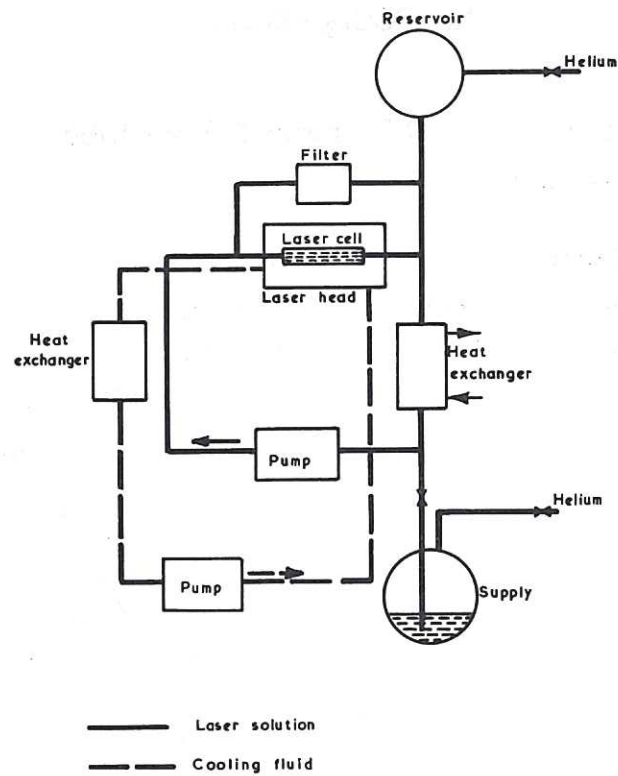 Reservoir
Helium
Filter
Laser cell
Laser head
Heat
exchanger
Heat
exchanger
Pump
Helium
Pump
Supply
Laser solution
Cooling fluid